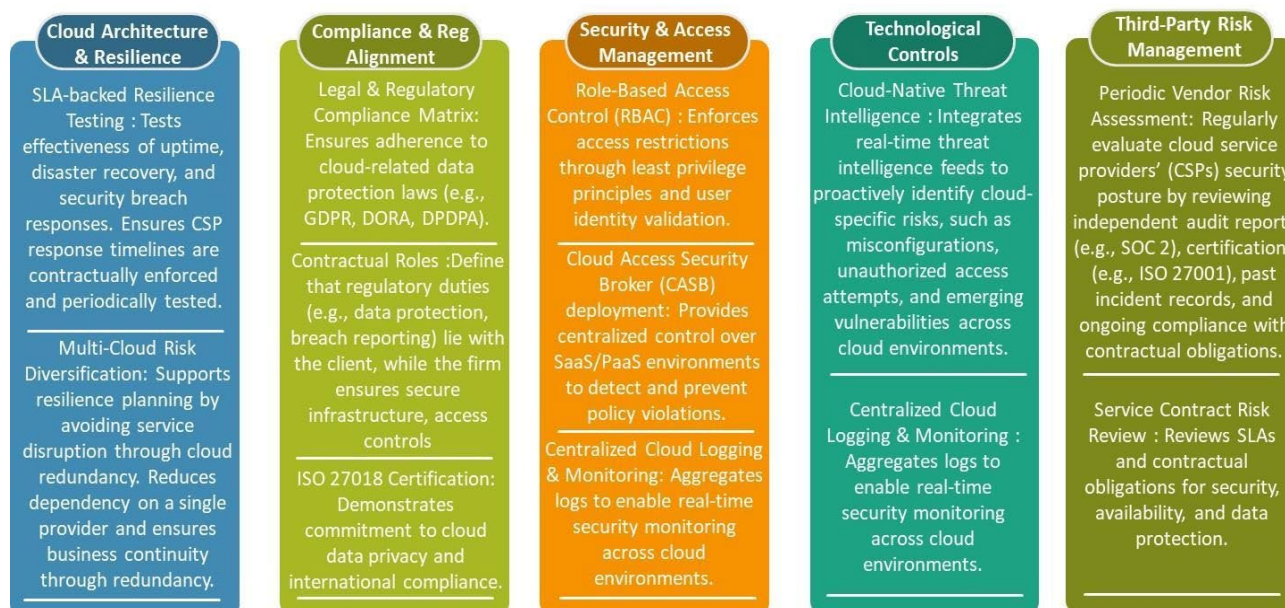 Cloud Architecture
& Resilience
SLA-backed Resilience
Testing : Tests
effectiveness of uptime,
disaster recovery, and
security breach
responses. Ensures CSP
response timelines are
contractually enforced
and periodically tested.
Multi-Cloud Risk
Diversification: Supports
resilience planning by
avoiding service
disruption through cloud
redundancy. Reduces
dependency on a single
provider and ensures
business continuity
through redundancy.
Compliance & Reg
Alignment
Legal & Regulatory
Compliance Matrix:
Ensures adherence to
cloud-related data
protection laws (e.g.,
GDPR, DORA, DPDPA).
Contractual Roles :Define
that regulatory duties
(e.g., data protection,
breach reporting) lie with
the client, while the firm
ensures secure
infrastructure, access
controls
ISO 27018 Certification:
Demonstrates
commitment to cloud
data privacy and
international compliance.
Security & Access
Management
Role-Based Access
Control (RBAC) : Enforces
access restrictions
through least privilege
principles and user
identity validation.
Cloud Access Security
Broker (CASB)
deployment: Provides
centralized control over
SaaS/PaaS environments
to detect and prevent
policy violations.
Centralized Cloud Logging
& Monitoring: Aggregates
logs to enable real-time
security monitoring
across cloud
environments.
Technological
Controls
Cloud-Native Threat
Intelligence : Integrates
real-time threat
intelligence feeds to
proactively identify cloud-
specific risks, such as
misconfigurations,
unauthorized access
attempts, and emerging
vulnerabilities across
cloud environments.
Centralized Cloud
Logging & Monitoring :
Aggregates logs to
enable real-time
security monitoring
across cloud
environments.
Third-Party Risk
Management
Periodic Vendor Risk
Assessment: Regularly
evaluate cloud service
providers' (CSPs) security
posture by reviewing
independent audit report
(e.g., SOC 2), certification
(e.g., ISO 27001), past
incident records, and
ongoing compliance with
contractual obligations.
Service Contract Risk
Review : Reviews SLAs
and contractual
obligations for security,
availability, and data
protection.